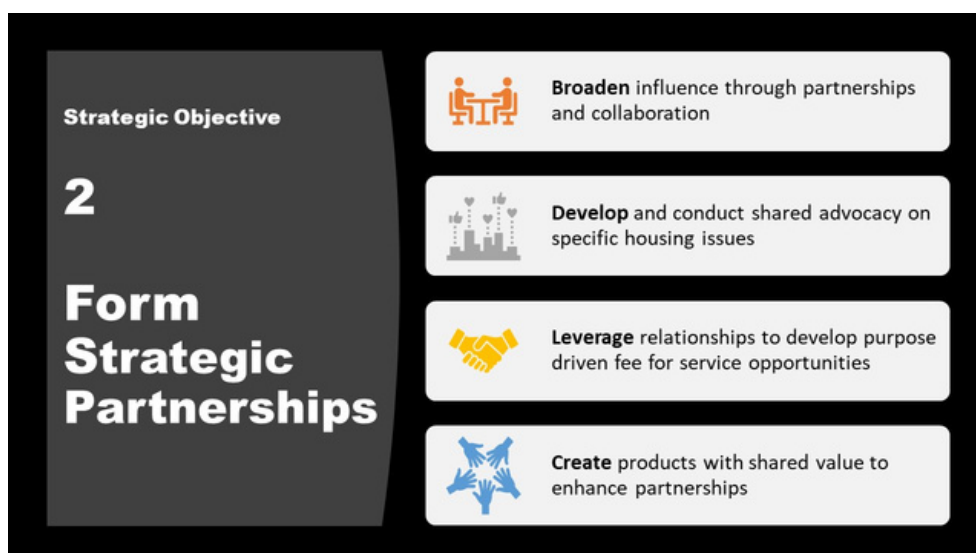 Strategic Objective
2
Form
Strategic
Partnerships
Broaden influence through partnerships
and collaboration
Develop and conduct shared advocacy on
specific housing issues
Leverage relationships to develop purpose
driven fee for service opportunities
Create products with shared value to
enhance partnerships